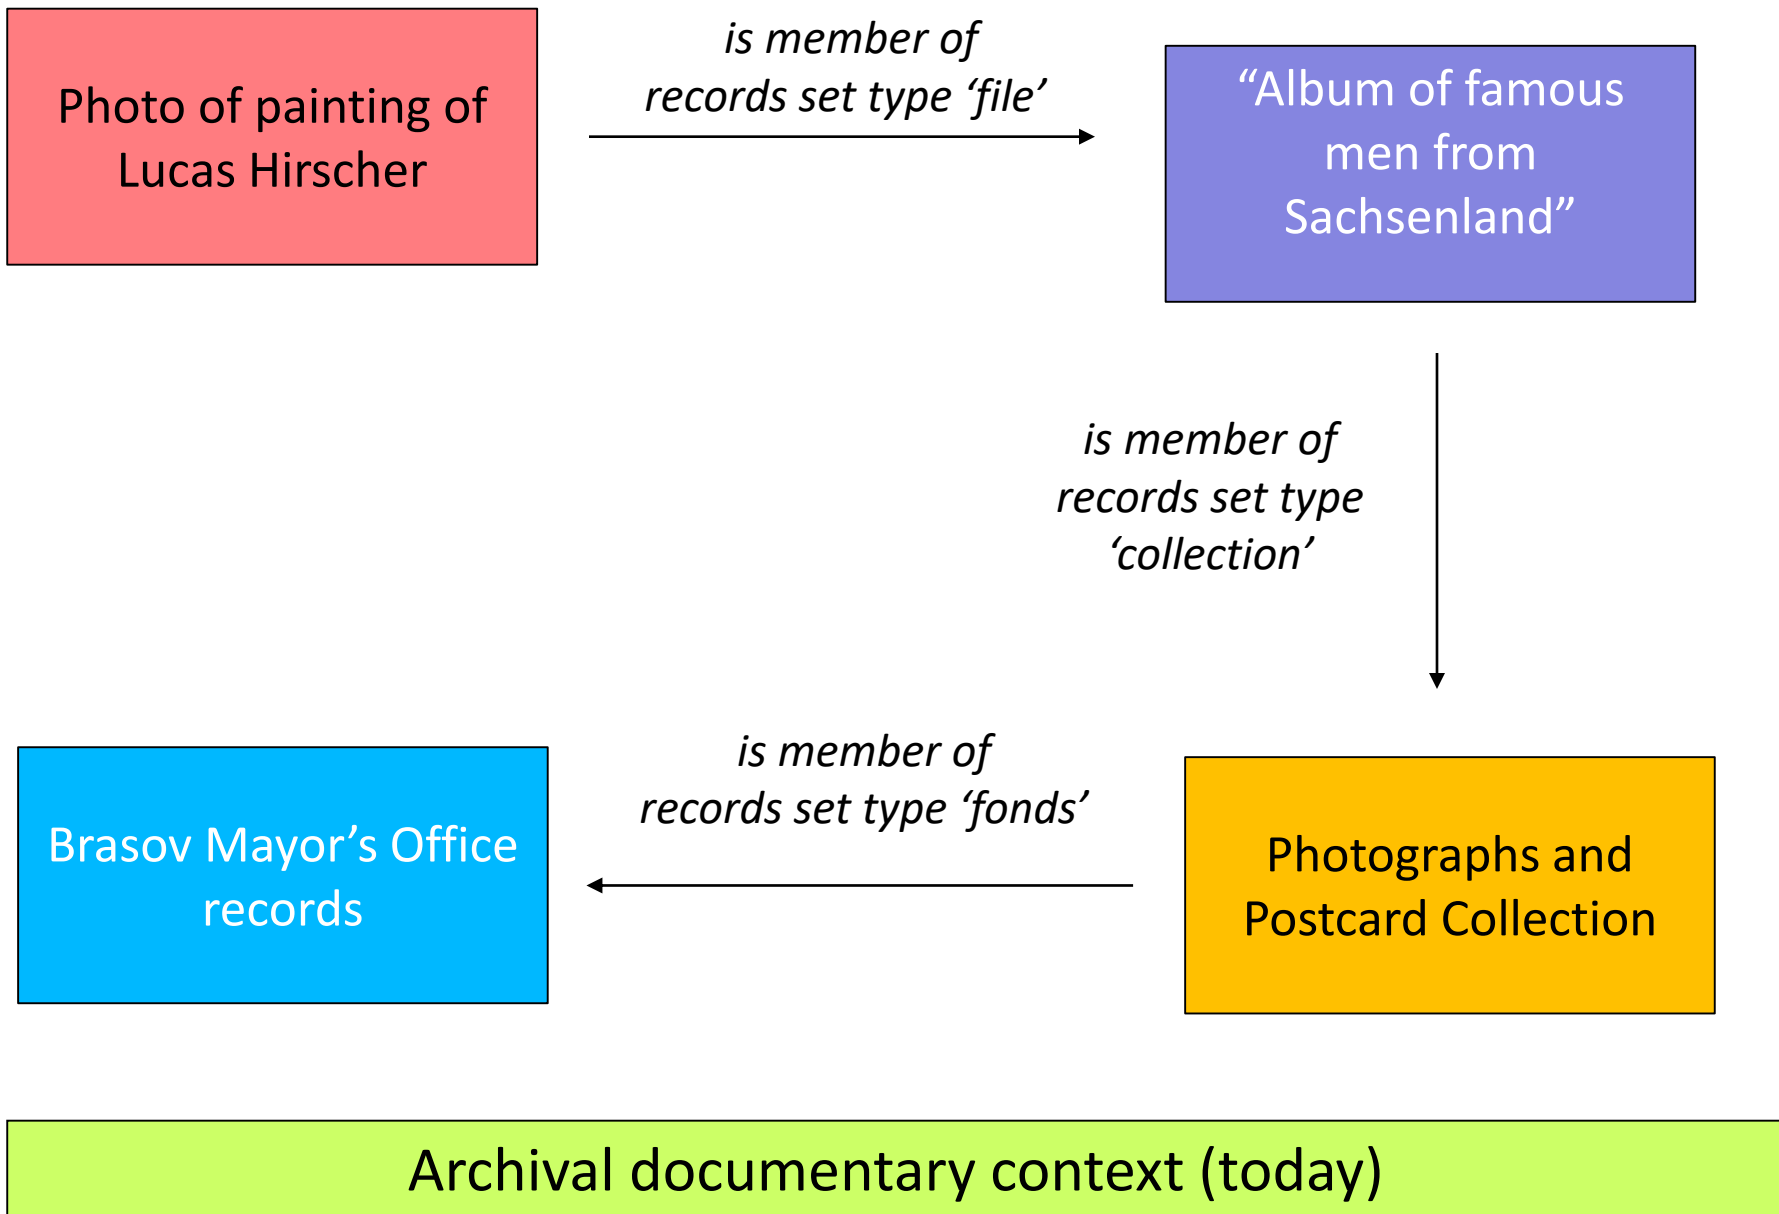 Photo of painting of
Lucas Hirscher
is member of
records set type ‘file’
“Album of famous
men from
Sachsenland”
is member of
records set type
‘collection’
Photographs and
Postcard Collection
is member of
records set type ‘fonds’
Brasov Mayor’s Office
records
Archival documentary context (today)